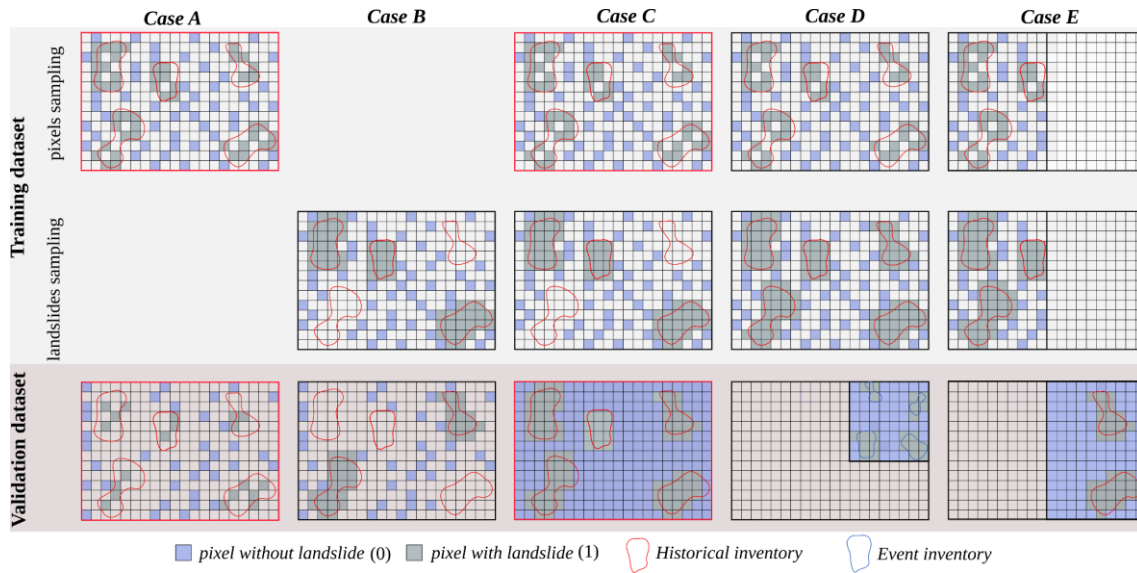 Case A Case B Case C Case D Case E
Training dataset
pixels sampling
landslides sampling
Validation dataset
pixel without landslide (0) pixel with landslide (1) Historical inventory Event inventory